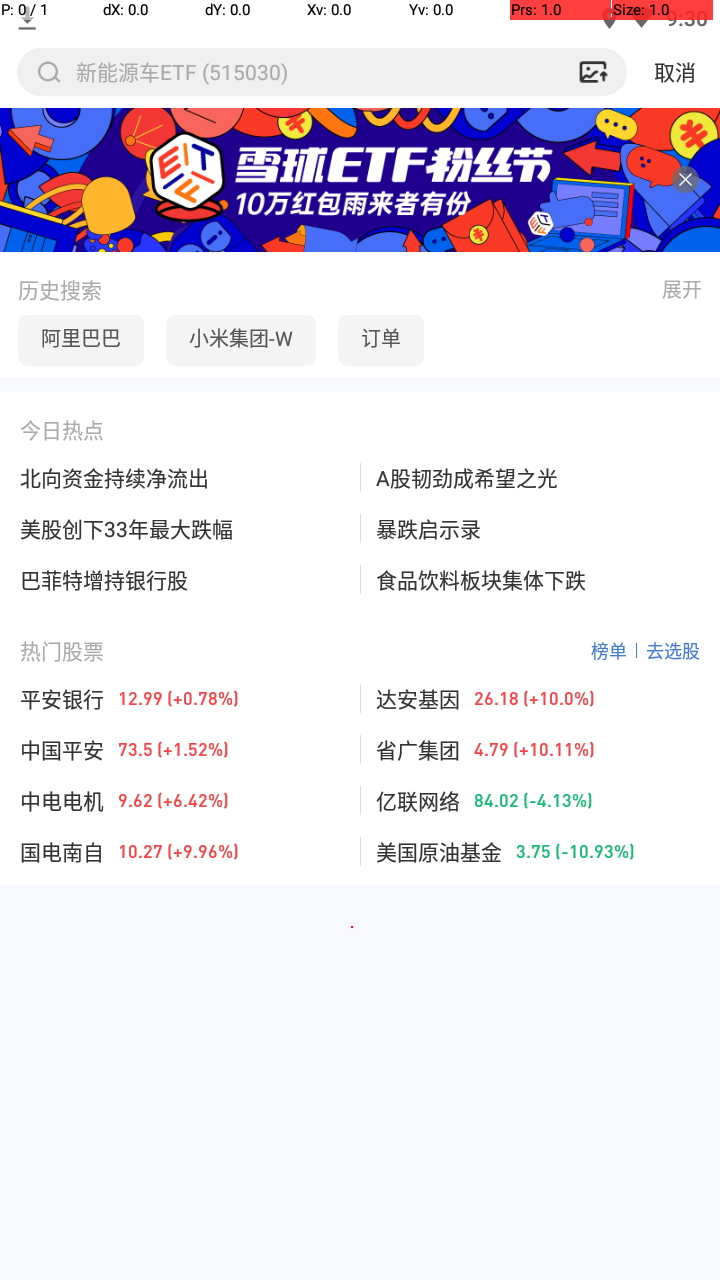 P: 0 / 1 dX: 0.0 dY: 0.0 Xv: 0.0 Yv: 0.0 Prs: 1.0 Size: 1.0
9:30
新能源车ETF (515030) 取消
ETF
雪球ETF粉丝节
10万红包雨来者有份
历史搜索 展开
阿里巴巴 小米集团-W 订单
今日热点
北向资金持续净流出 A股韧劲成希望之光
美股创下33年最大跌幅 暴跌启示录
巴菲特增持银行股 食品饮料板块集体下跌
热门股票 榜单 去选股
平安银行 12.99 (+0.78%) 达安基因 26.18 (+10.0%)
中国平安 73.5 (+1.52%) 省广集团 4.79 (+10.11%)
中电电机 9.62 (+6.42%) 亿联网络 84.02 (-4.13%)
国电南自 10.27 (+9.96%) 美国原油基金 3.75 (-10.93%)